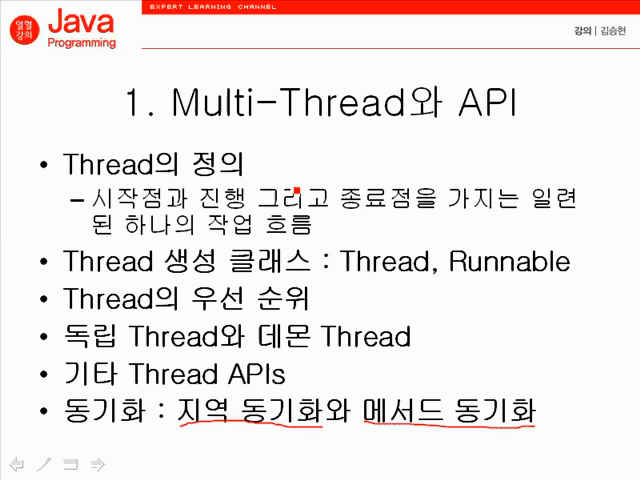 EXPERT LEARNING CHANNEL
열혈
강의
Java
Programming
강의 | 김승현
1. Multi-Thread와 API
• Thread의 정의
– 시작점과 진행 그리고 종료점을 가지는 일련
된 하나의 작업 흐름
• Thread 생성 클래스 : Thread, Runnable
• Thread의 우선 순위
• 독립 Thread와 데몬 Thread
• 기타 Thread APIs
• 동기화 : 지역 동기화와 메서드 동기화